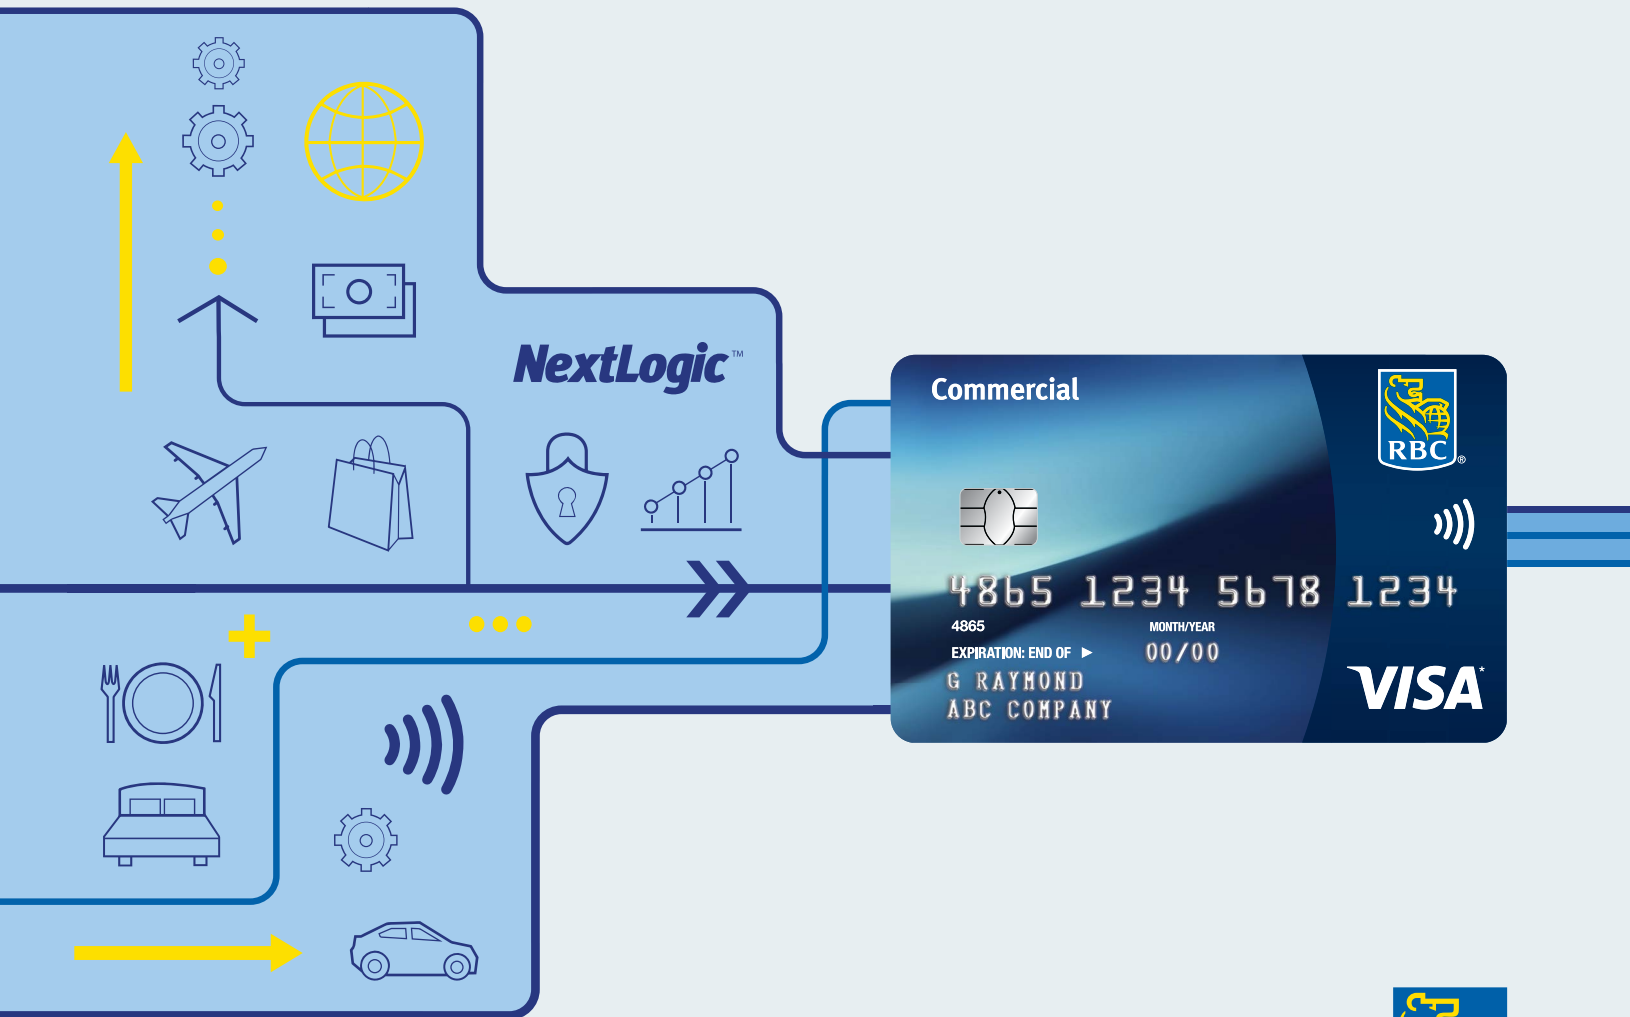 NextLogic™
Commercial
RBC®
4865 1234 5678 1234
4865
MONTH/YEAR
EXPIRATION: END OF ▶ 00/00
G RAYMOND
ABC COMPANY
VISA*